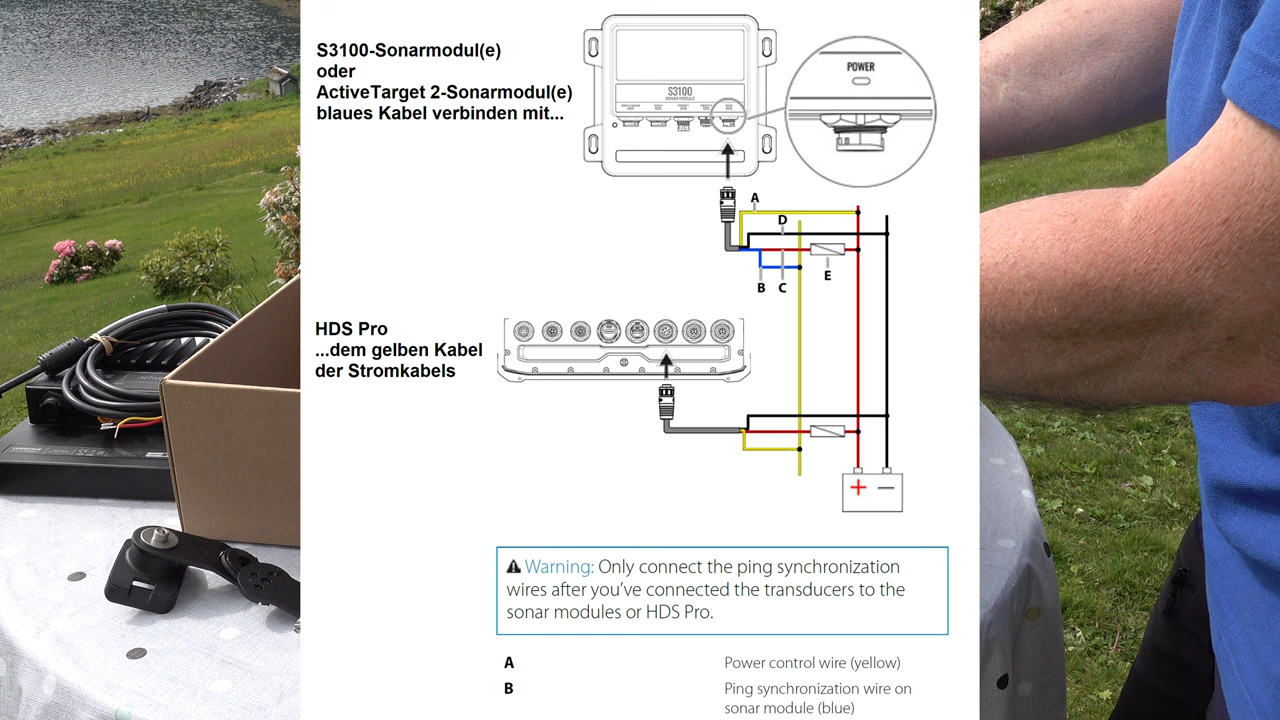 S3100-Sonarmodul(e)
oder
ActiveTarget 2-Sonarmodul(e)
blaues Kabel verbinden mit...
S3100
SONAR MODULE
POWER
A
D
B
C
E
HDS Pro
...dem gelben Kabel
der Stromkabels
+ –
Warning: Only connect the ping synchronization
wires after you've connected the transducers to the
sonar modules or HDS Pro.
A Power control wire (yellow)
B Ping synchronization wire on
sonar module (blue)